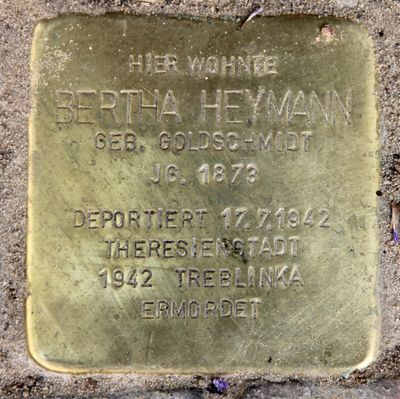 HIER WOHNTE
BERTHA HEYMANN
GEB. GOLDSCHMIDT
JG. 1873
DEPORTIERT 17.7.1942
THERESIENSTADT
1942 TREBLINKA
ERMORDET